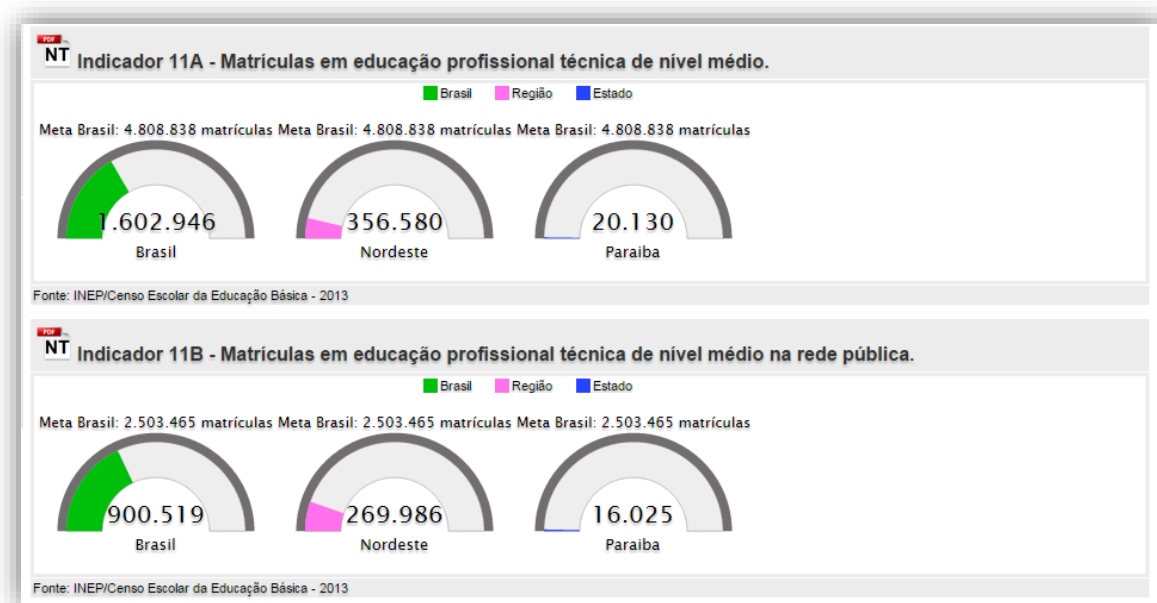 PDF
NT Indicador 11A - Matrículas em educação profissional técnica de nível médio.
Brasil Região Estado
Meta Brasil: 4.808.838 matrículas Meta Brasil: 4.808.838 matrículas Meta Brasil: 4.808.838 matrículas
1.602.946 356.580 20.130
Brasil Nordeste Paraiba
Fonte: INEP/Censo Escolar da Educação Básica - 2013
PDF
NT Indicador 11B - Matrículas em educação profissional técnica de nível médio na rede pública.
Brasil Região Estado
Meta Brasil: 2.503.465 matrículas Meta Brasil: 2.503.465 matrículas Meta Brasil: 2.503.465 matrículas
900.519 269.986 16.025
Brasil Nordeste Paraiba
Fonte: INEP/Censo Escolar da Educação Básica - 2013